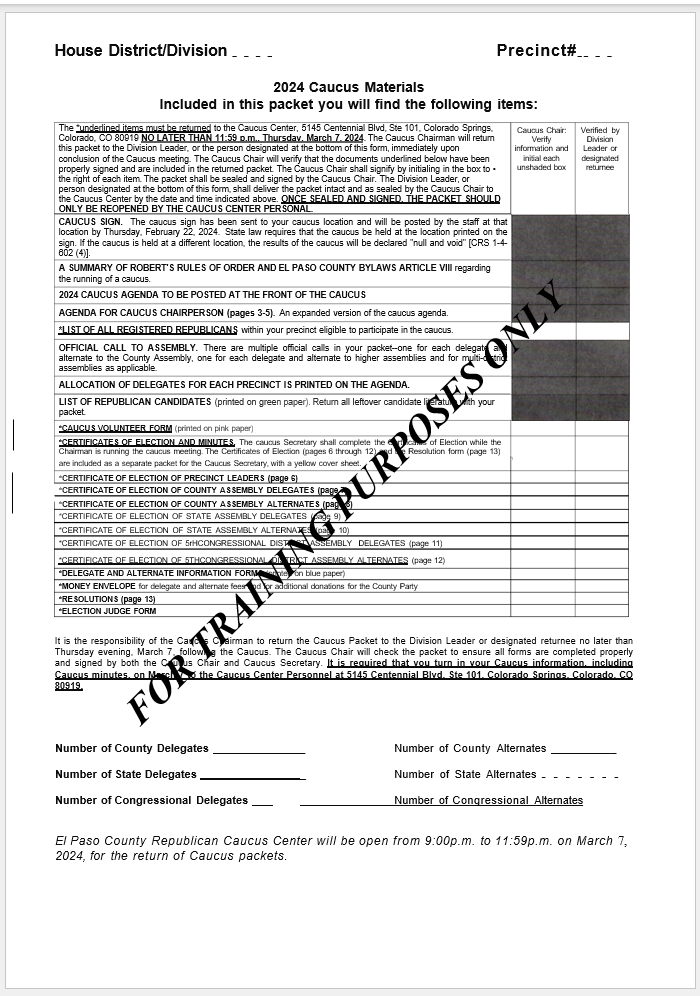 House District/Division _ _ _ _
Precinct#_ _ _ _
2024 Caucus Materials
Included in this packet you will find the following items:
The *underlined items must be returned to the Caucus Center, 5145 Centennial Blvd, Ste 101, Colorado Springs,
Colorado, CO 80919 NO LATER THAN 11:59 p.m., Thursday, March 7, 2024. The Caucus Chairman will return
this packet to the Division Leader, or the person designated at the bottom of this form, immediately upon
conclusion of the Caucus meeting. The Caucus Chair will verify that the documents underlined below have been
properly signed and are included in the returned packet. The Caucus Chair shall signify by initialing in the box to •
the right of each item. The packet shall be sealed and signed by the Caucus Chair. The Division Leader, or
person designated at the bottom of this form, shall deliver the packet intact and as sealed by the Caucus Chair to
the Caucus Center by the date and time indicated above. ONCE SEALED AND SIGNED, THE PACKET SHOULD
ONLY BE REOPENED BY THE CAUCUS CENTER PERSONAL.
Caucus Chair:
Verify
information and
initial each
unshaded box
Verified by
Division
Leader or
designated
returnee
CAUCUS SIGN. The caucus sign has been sent to your caucus location and will be posted by the staff at that
location by Thursday, February 22, 2024. State law requires that the caucus be held at the location printed on the
sign. If the caucus is held at a different location, the results of the caucus will be declared "null and void" [CRS 1-4-
602 (4)].
A SUMMARY OF ROBERT'S RULES OF ORDER AND EL PASO COUNTY BYLAWS ARTICLE VIII regarding
the running of a caucus.
2024 CAUCUS AGENDA TO BE POSTED AT THE FRONT OF THE CAUCUS
AGENDA FOR CAUCUS CHAIRPERSON (pages 3-5). An expanded version of the caucus agenda.
*LIST OF ALL REGISTERED REPUBLICANS within your precinct eligible to participate in the caucus.
OFFICIAL CALL TO ASSEMBLY. There are multiple official calls in your packet--one for each delegate and
alternate to the County Assembly, one for each delegate and alternate to higher assemblies and for multi-district
assemblies as applicable.
ALLOCATION OF DELEGATES FOR EACH PRECINCT IS PRINTED ON THE AGENDA.
LIST OF REPUBLICAN CANDIDATES (printed on green paper). Return all leftover candidate literature with your
packet.
*CAUCUS VOLUNTEER FORM (printed on pink paper)
*CERTIFICATES OF ELECTION AND MINUTES. The caucus Secretary shall complete the Certificates of Election while the
Chairman is running the caucus meeting. The Certificates of Election (pages 6 through 12) and the Resolution form (page 13)
are included as a separate packet for the Caucus Secretary, with a yellow cover sheet.
*CERTIFICATE OF ELECTION OF PRECINCT LEADERS (page 6)
*CERTIFICATE OF ELECTION OF COUNTY ASSEMBLY DELEGATES (page
*CERTIFICATE OF ELECTION OF COUNTY ASSEMBLY ALTERNATES (page 8)
*CERTIFICATE OF ELECTION OF STATE ASSEMBLY DELEGATES (page 9)
*CERTIFICATE OF ELECTION OF STATE ASSEMBLY ALTERNATES (page 10)
*CERTIFICATE OF ELECTION OF 5rHCONGRESSIONAL DISTRICT ASSEMBLY DELEGATES (page 11)
*CERTIFICATE OF ELECTION OF 5THCONGRESSIONAL DISTRICT ASSEMBLY ALTERNATES (page 12)
*DELEGATE AND ALTERNATE INFORMATION FORM (printed on blue paper)
*MONEY ENVELOPE for delegate and alternate fees and/or additional donations for the County Party
*RESOLUTIONS (page 13)
*ELECTION JUDGE FORM
It is the responsibility of the Caucus Chairman to return the Caucus Packet to the Division Leader or designated returnee no later than
Thursday evening, March 7, following the Caucus. The Caucus Chair will check the packet to ensure all forms are completed properly
and signed by both the Caucus Chair and Caucus Secretary. It is required that you turn in your Caucus information, including
Caucus minutes, on March 7 to the Caucus Center Personnel at 5145 Centennial Blvd, Ste 101, Colorado Springs, Colorado, CO
80919.
FOR TRAINING PURPOSES ONLY
Number of County Delegates ____
Number of County Alternates ____
Number of State Delegates ____
Number of State Alternates _ _ _ _ _ _ _
Number of Congressional Delegates ___
Number of Congressional Alternates
El Paso County Republican Caucus Center will be open from 9:00p.m. to 11:59p.m. on March 7,
2024, for the return of Caucus packets.